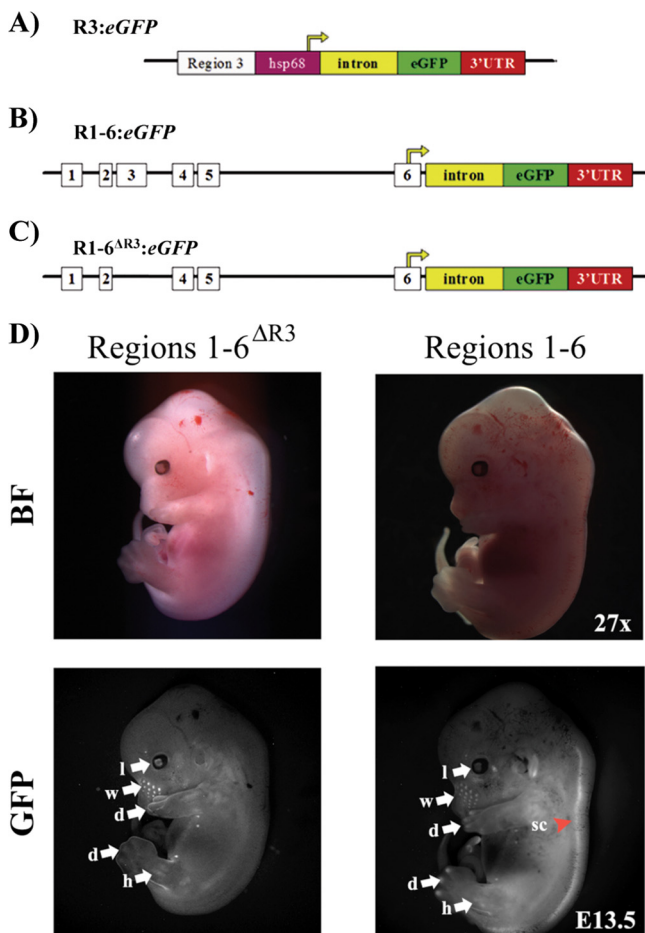 A) R3:eGFP
Region 3 hsp68 intron eGFP 3'UTR
B) R1-6:eGFP
1 2 3 4 5 6 intron eGFP 3'UTR
C) R1-6ΔR3:eGFP
1 2 4 5 6 intron eGFP 3'UTR
D) Regions 1-6ΔR3 Regions 1-6
BF
27x
GFP
l
w
d
d
h
l
w
d
sc
d
h
E13.5